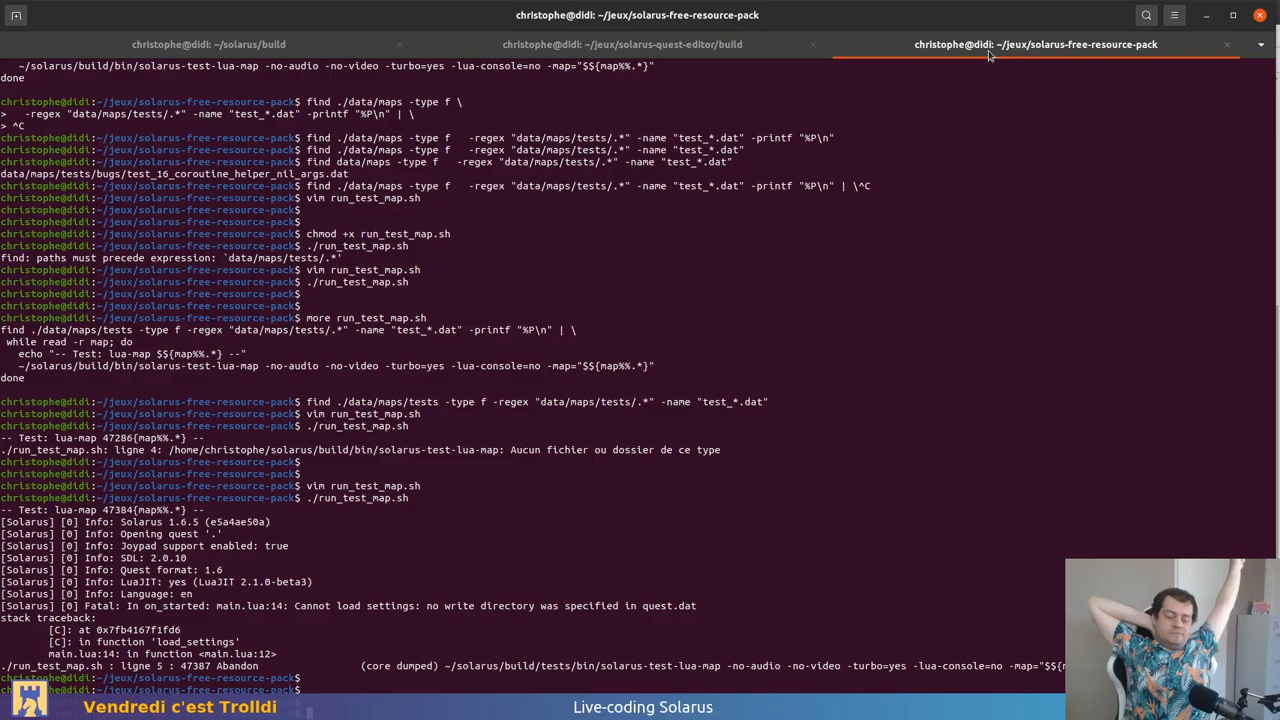 christophe@didi: ~/jeux/solarus-free-resource-pack
christophe@didi: ~/solarus/build
christophe@didi: ~/jeux/solarus-quest-editor/build
christophe@didi: ~/jeux/solarus-free-resource-pack
~/solarus/build/bin/solarus-test-lua-map -no-audio -no-video -turbo=yes -lua-console=no -map="$${map%%.*}"
done
christophe@didi:~/jeux/solarus-free-resource-pack$ find ./data/maps -type f \
>  -regex "data/maps/tests/.*" -name "test_*.dat" -printf "%P\n" | \
> ^C
christophe@didi:~/jeux/solarus-free-resource-pack$ find ./data/maps -type f   -regex "data/maps/tests/.*" -name "test_*.dat" -printf "%P\n"
christophe@didi:~/jeux/solarus-free-resource-pack$ find ./data/maps -type f   -regex "data/maps/tests/.*" -name "test_*.dat"
christophe@didi:~/jeux/solarus-free-resource-pack$ find data/maps -type f   -regex "data/maps/tests/.*" -name "test_*.dat"
data/maps/tests/bugs/test_16_coroutine_helper_nil_args.dat
christophe@didi:~/jeux/solarus-free-resource-pack$ find ./data/maps -type f   -regex "data/maps/tests/.*" -name "test_*.dat" -printf "%P\n" | \^C
christophe@didi:~/jeux/solarus-free-resource-pack$ vim run_test_map.sh
christophe@didi:~/jeux/solarus-free-resource-pack$
christophe@didi:~/jeux/solarus-free-resource-pack$
christophe@didi:~/jeux/solarus-free-resource-pack$ chmod +x run_test_map.sh
christophe@didi:~/jeux/solarus-free-resource-pack$ ./run_test_map.sh
find: paths must precede expression: `data/maps/tests/.*'
christophe@didi:~/jeux/solarus-free-resource-pack$ vim run_test_map.sh
christophe@didi:~/jeux/solarus-free-resource-pack$ ./run_test_map.sh
christophe@didi:~/jeux/solarus-free-resource-pack$
christophe@didi:~/jeux/solarus-free-resource-pack$
christophe@didi:~/jeux/solarus-free-resource-pack$ more run_test_map.sh
find ./data/maps/tests -type f -regex "data/maps/tests/.*" -name "test_*.dat" -printf "%P\n" | \
while read -r map; do
echo "-- Test: lua-map $${map%%.*} --"
~/solarus/build/bin/solarus-test-lua-map -no-audio -no-video -turbo=yes -lua-console=no -map="$${map%%.*}"
done
christophe@didi:~/jeux/solarus-free-resource-pack$ find ./data/maps/tests -type f -regex "data/maps/tests/.*" -name "test_*.dat"
christophe@didi:~/jeux/solarus-free-resource-pack$ vim run_test_map.sh
christophe@didi:~/jeux/solarus-free-resource-pack$ ./run_test_map.sh
-- Test: lua-map 47286{map%%.*} --
./run_test_map.sh: ligne 4: /home/christophe/solarus/build/bin/solarus-test-lua-map: Aucun fichier ou dossier de ce type
christophe@didi:~/jeux/solarus-free-resource-pack$
christophe@didi:~/jeux/solarus-free-resource-pack$
christophe@didi:~/jeux/solarus-free-resource-pack$ vim run_test_map.sh
christophe@didi:~/jeux/solarus-free-resource-pack$ ./run_test_map.sh
-- Test: lua-map 47384{map%%.*} --
[Solarus] [0] Info: Solarus 1.6.5 (e5a4ae50a)
[Solarus] [0] Info: Opening quest '.'
[Solarus] [0] Info: Joypad support enabled: true
[Solarus] [0] Info: SDL: 2.0.10
[Solarus] [0] Info: Quest format: 1.6
[Solarus] [0] Info: LuaJIT: yes (LuaJIT 2.1.0-beta3)
[Solarus] [0] Info: Language: en
[Solarus] [0] Fatal: In on_started: main.lua:14: Cannot load settings: no write directory was specified in quest.dat
stack traceback:
[C]: at 0x7fb4167f1fd6
[C]: in function 'load_settings'
main.lua:14: in function <main.lua:12>
./run_test_map.sh : ligne 5 : 47387 Abandon                 (core dumped) ~/solarus/build/tests/bin/solarus-test-lua-map -no-audio -no-video -turbo=yes -lua-console=no -map="$${m
christophe@didi:~/jeux/solarus-free-resource-pack$
christophe@didi:~/jeux/solarus-free-resource-pack$
Vendredi c'est Trolldi
Live-coding Solarus